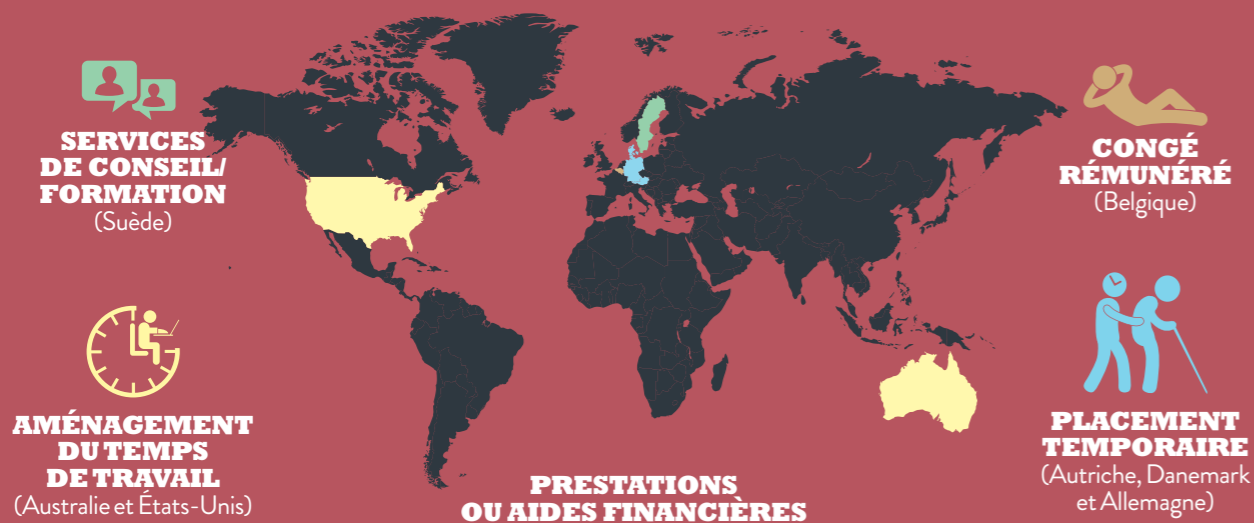 SERVICES
DE CONSEIL/
FORMATION
(Suède)
CONGÉ
RÉMUNÉRÉ
(Belgique)
AMÉNAGEMENT
DU TEMPS
DE TRAVAIL
(Australie et États-Unis)
PLACEMENT
TEMPORAIRE
(Autriche, Danemark
et Allemagne)
PRESTATIONS
OU AIDES FINANCIÈRES